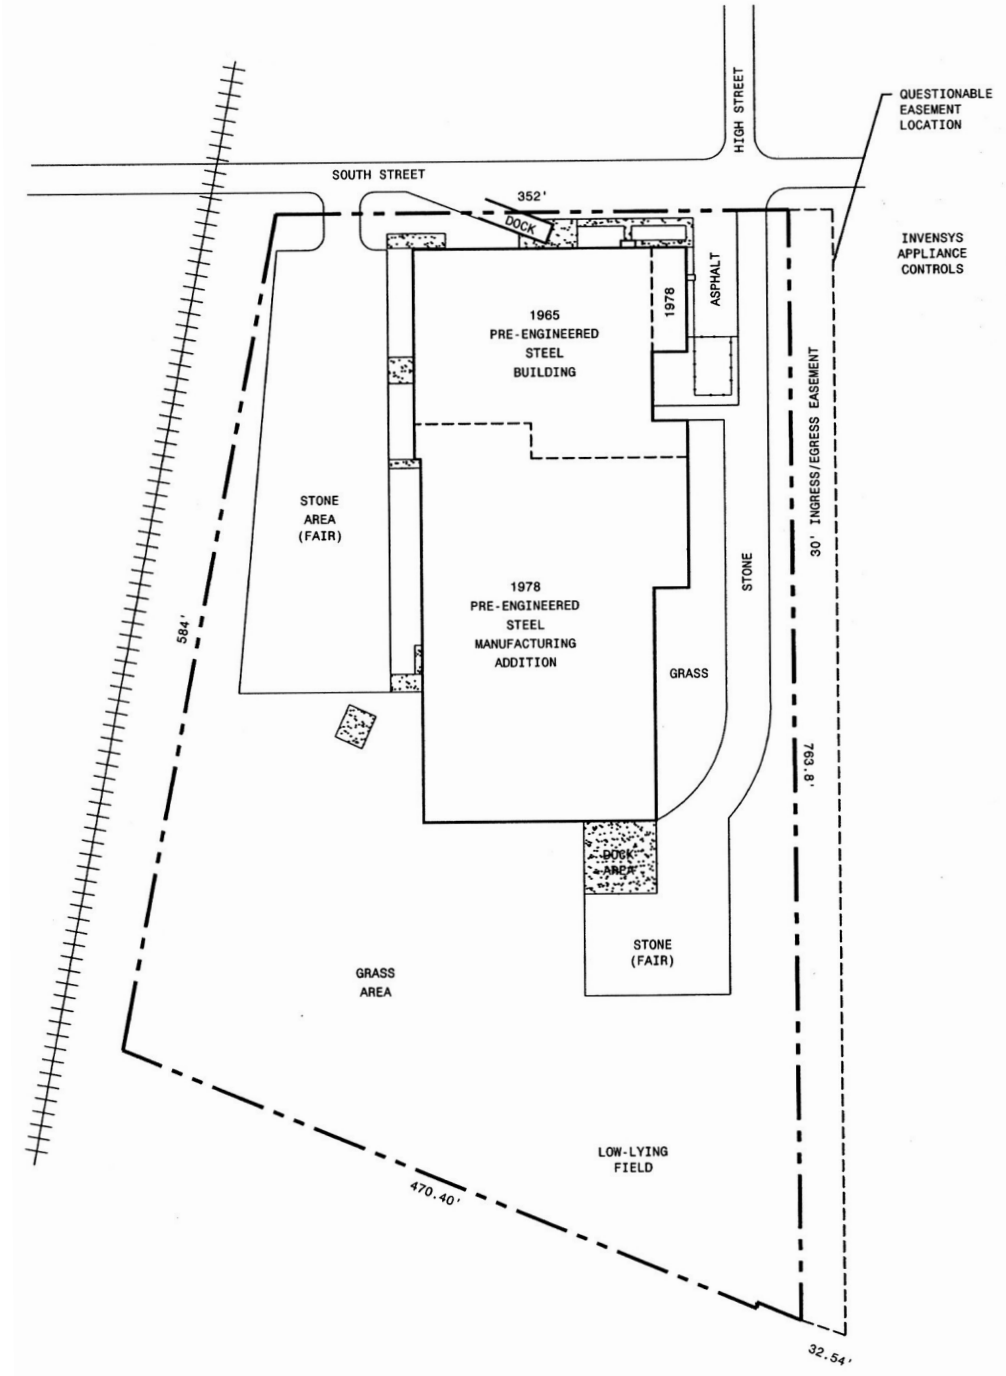 HIGH STREET
QUESTIONABLE
EASEMENT
LOCATION
SOUTH STREET
352'
DOCK
INVENSYS
APPLIANCE
CONTROLS
ASPHALT
1978
1965
PRE-ENGINEERED
STEEL
BUILDING
30' INGRESS/EGRESS EASEMENT
STONE
AREA
(FAIR)
STONE
584'
1978
PRE-ENGINEERED
STEEL
MANUFACTURING
ADDITION
GRASS
763.8'
DOCK
AREA
STONE
(FAIR)
GRASS
AREA
LOW-LYING
FIELD
470.40'
32.54'